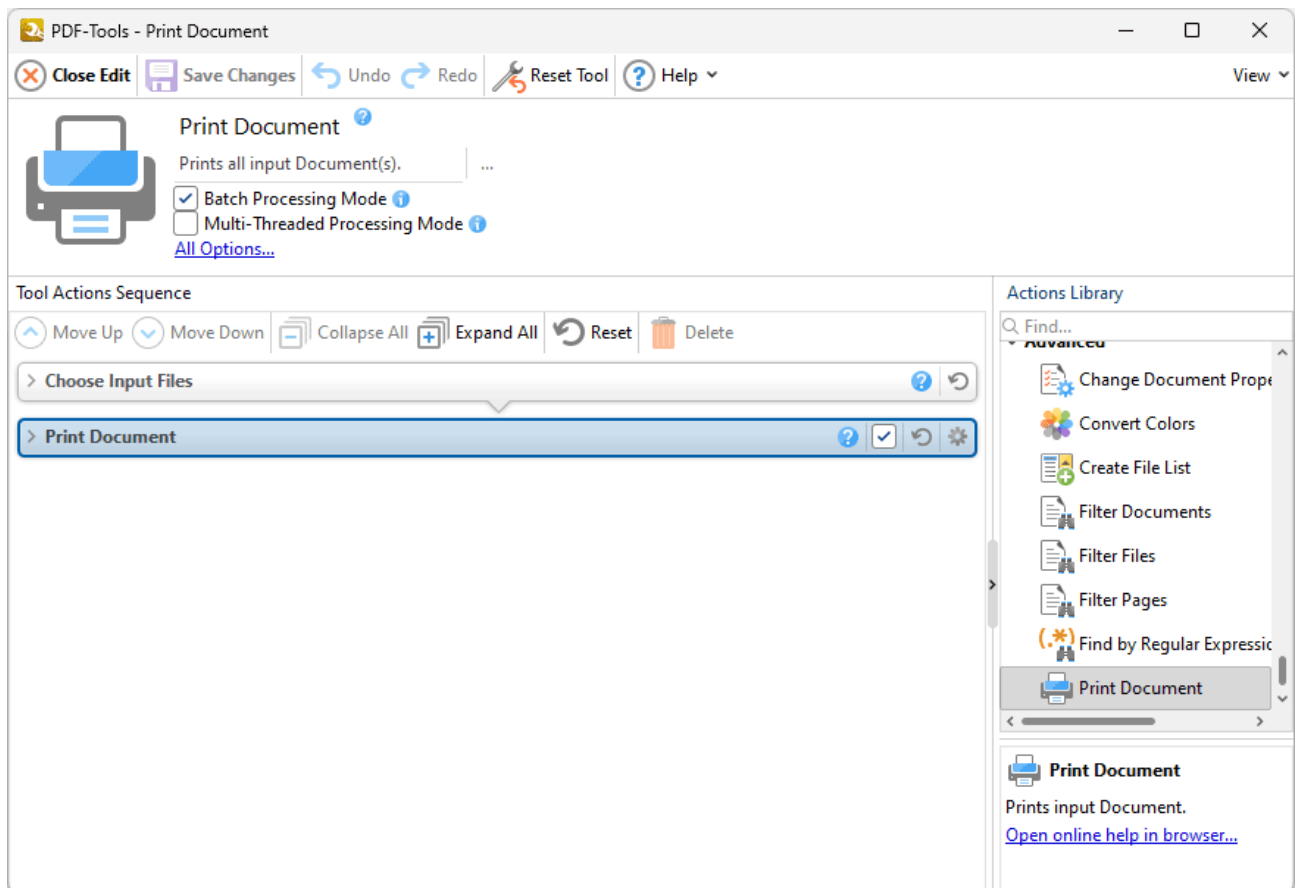 PDF-Tools - Print Document
Close Edit Save Changes Undo Redo Reset Tool ? Help View
Print Document ?
Prints all input Document(s). ...
Batch Processing Mode i
Multi-Threaded Processing Mode i
All Options...
Tool Actions Sequence
Move Up Move Down Collapse All Expand All Reset Delete
Choose Input Files ?
Print Document ?
Actions Library
Find...
Advanced
Change Document Prope
Convert Colors
Create File List
Filter Documents
Filter Files
Filter Pages
(.*) Find by Regular Expressic
Print Document
Print Document
Prints input Document.
Open online help in browser...